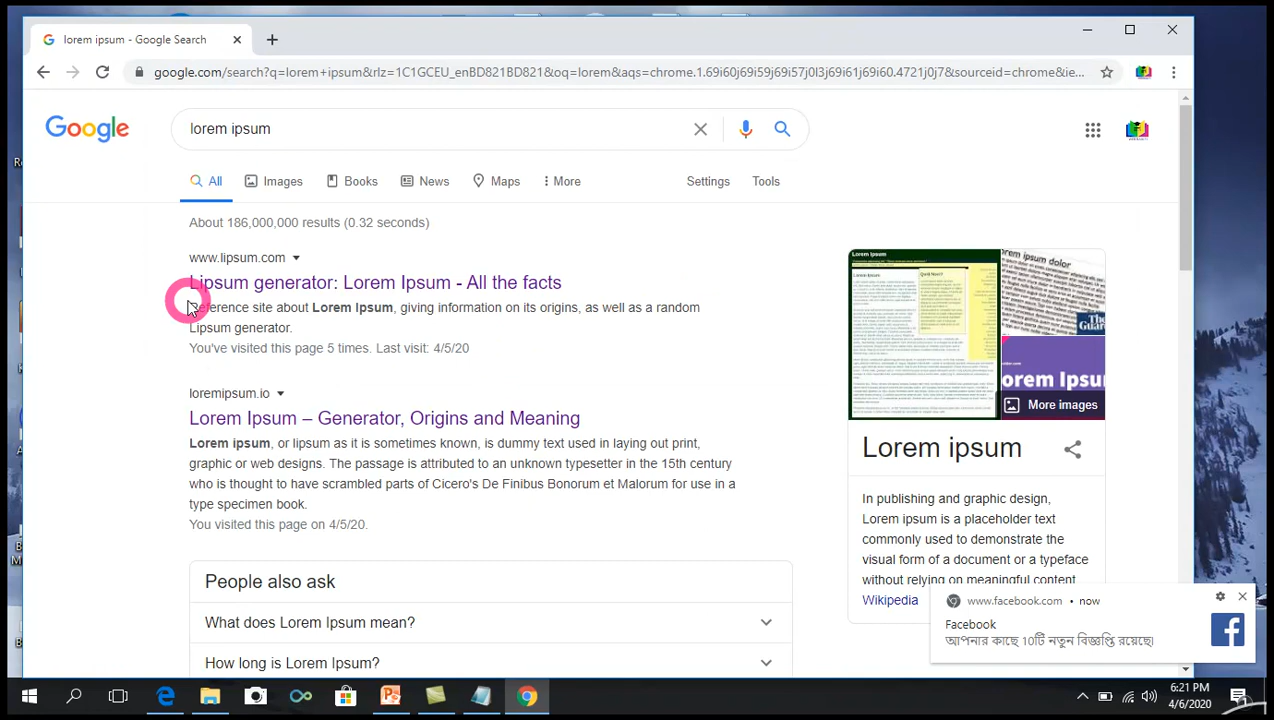 lorem ipsum - Google Search
google.com/search?q=lorem+ipsum&rlz=1C1GCEU_enBD821BD821&oq=lorem&aqs=chrome.1.69i60j69i59j69i57j0l3j69i61j69i60.4721j0j7&sourceid=chrome&ie...
Google
lorem ipsum
All Images Books News Maps More Settings Tools
About 186,000,000 results (0.32 seconds)
www.lipsum.com
Lipsum generator: Lorem Ipsum - All the facts
about Lorem Ipsum, giving information on its origins, as well as a random
Lipsum generator.
visited this page 5 times. Last visit: 4/5/20
Lorem Ipsum – Generator, Origins and Meaning
Lorem ipsum, or lipsum as it is sometimes known, is dummy text used in laying out print,
graphic or web designs. The passage is attributed to an unknown typesetter in the 15th century
who is thought to have scrambled parts of Cicero's De Finibus Bonorum et Malorum for use in a
type specimen book.
You visited this page on 4/5/20.
People also ask
What does Lorem Ipsum mean?
How long is Lorem Ipsum?
More images
Lorem ipsum
In publishing and graphic design,
Lorem ipsum is a placeholder text
commonly used to demonstrate the
visual form of a document or a typeface
without relying on meaningful content
Wikipedia
www.facebook.com • now
Facebook
আপনার কাছে 10টি নতুন বিজ্ঞপ্তি রয়েছে৷
6:21 PM
4/6/2020